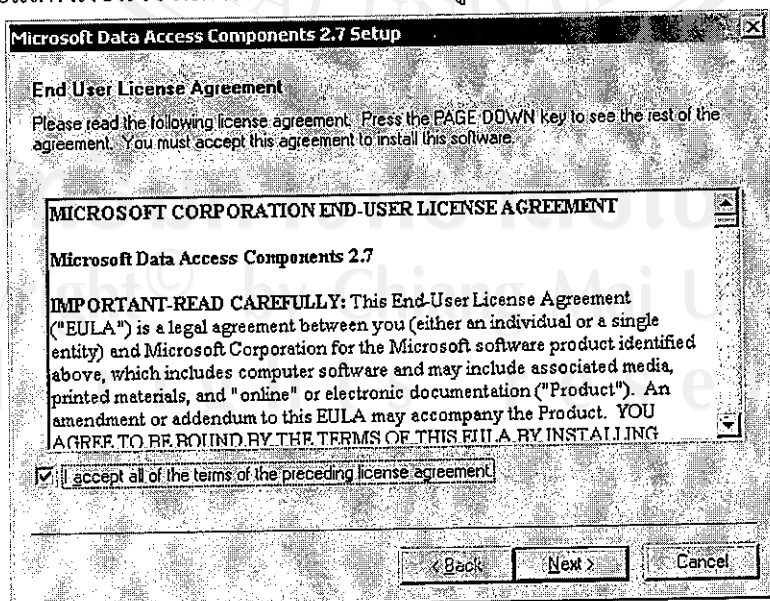 Microsoft Data Access Components 2.7 Setup
End User License Agreement
Please read the following license agreement. Press the PAGE DOWN key to see the rest of the
agreement. You must accept this agreement to install this software.
MICROSOFT CORPORATION END-USER LICENSE AGREEMENT
Microsoft Data Access Components 2.7
IMPORTANT-READ CAREFULLY: This End-User License Agreement
("EULA") is a legal agreement between you (either an individual or a single
entity) and Microsoft Corporation for the Microsoft software product identified
above, which includes computer software and may include associated media,
printed materials, and "online" or electronic documentation ("Product"). An
amendment or addendum to this EULA may accompany the Product. YOU
AGREE TO BE BOUND BY THE TERMS OF THIS EULA BY INSTALLING
I accept all of the terms of the preceding license agreement
< Back
Next >
Cancel
© by Chiang Mai U